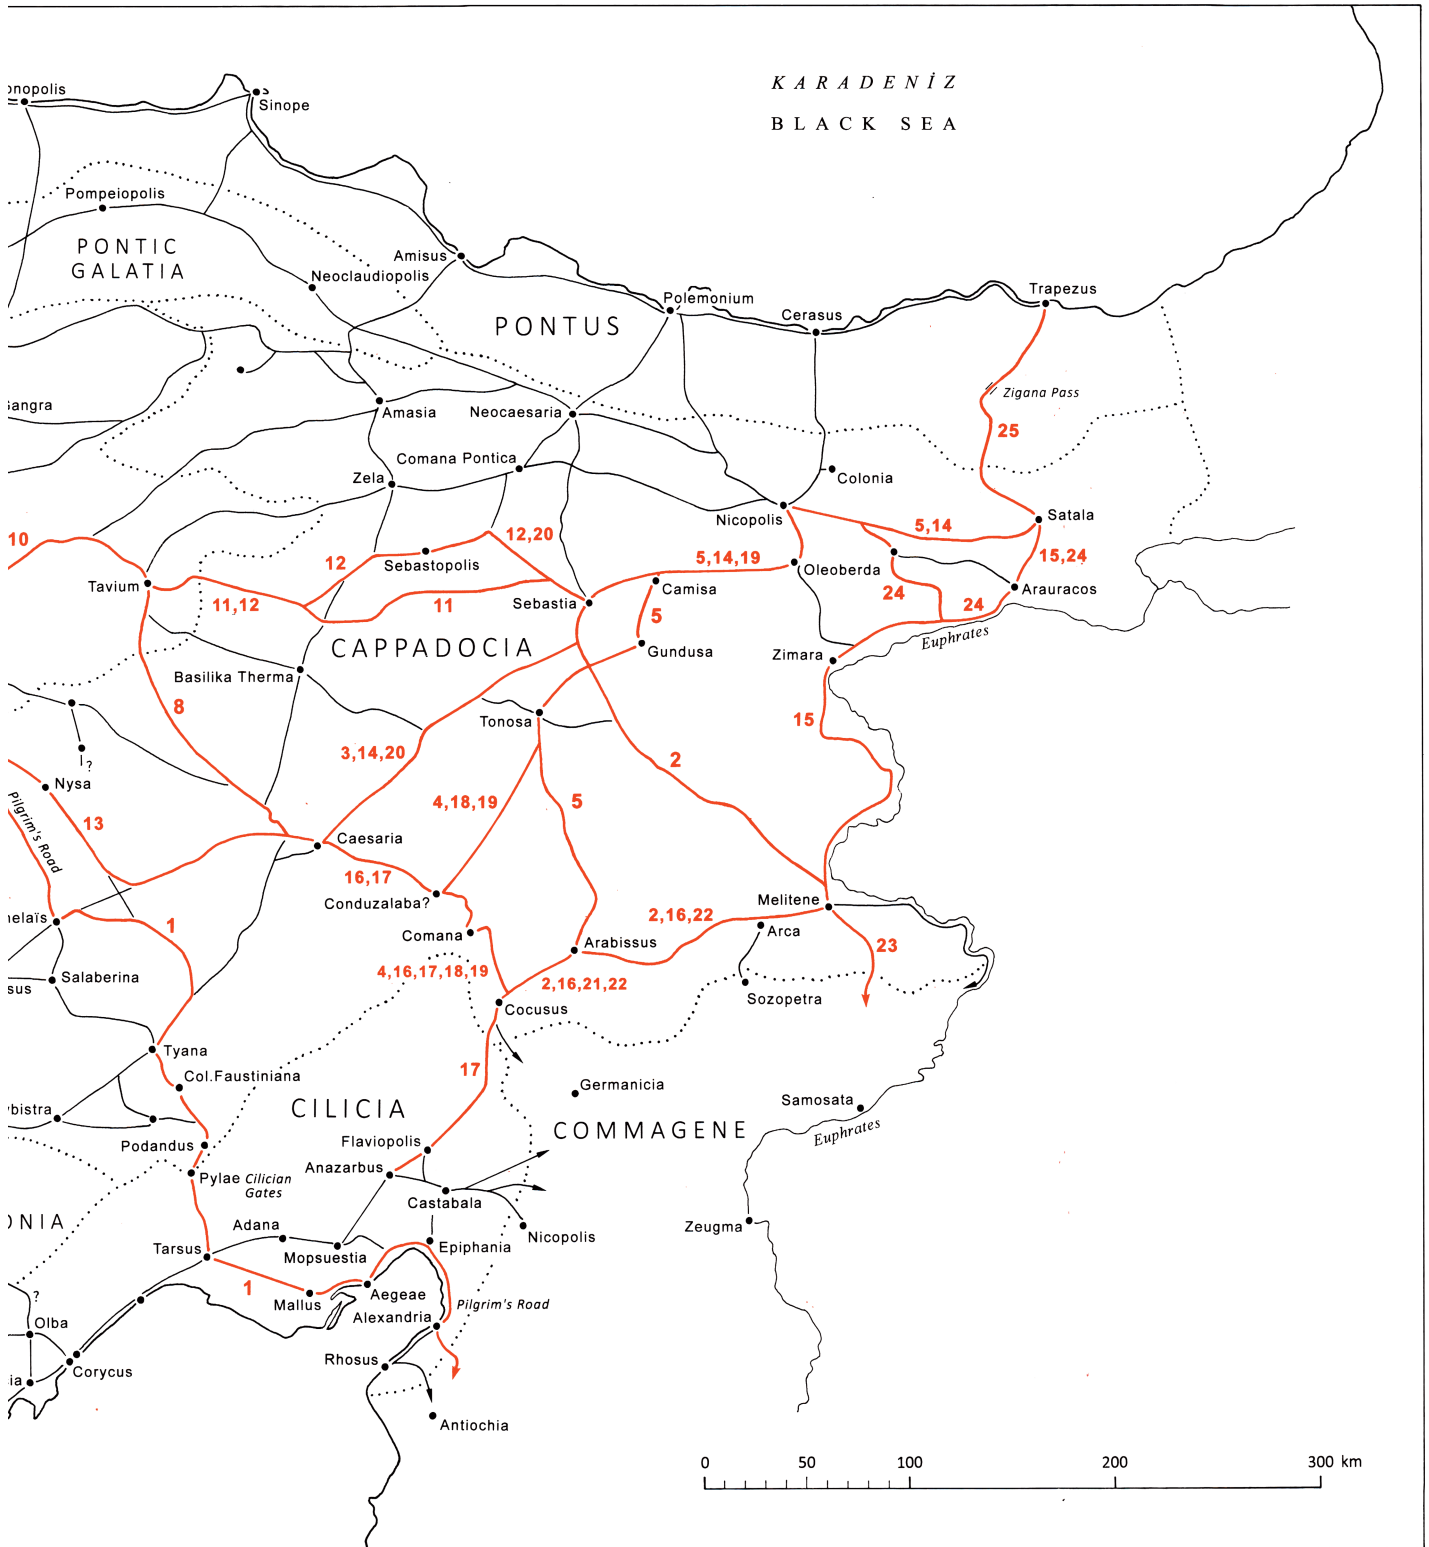 KARADENİZ
BLACK SEA
onopolis
Sinope
Pompeiopolis
PONTIC
GALATIA
Amisus
Neoclaudiopolis
Polemonium
Trapezus
Cerasus
PONTUS
Zigana Pass
Gangra
Amasia
Neocaesaria
25
Comana Pontica
Zela
Colonia
Nicopolis
Satala
10
12,20
5,14
Sebastopolis
12
5,14,19
Oleoberda
15,24
Tavium
Camisa
24
Arauracos
11,12
11
Sebastia
5
24
CAPPADOCIA
Gundusa
Euphrates
Zimara
Basilika Therma
8
Tonosa
15
3,14,20
2
?
Nysa
4,18,19
5
Pilgrim's Road
13
Caesaria
16,17
Conduzalaba?
Melitene
nelaïs
1
2,16,22
Arca
Comana
Arabissus
23
4,16,17,18,19
Salaberina
2,16,21,22
sus
Sozopetra
Cocusus
Tyana
17
Col.Faustiniana
Germanicia
CILICIA
Samosata
ybistra
COMMAGENE
Euphrates
Podandus
Flaviopolis
Anazarbus
Pylae
Cilician
Gates
Castabala
ONIA
Adana
Zeugma
Nicopolis
Tarsus
Mopsuestia
Epiphania
1
?
Mallus
Aegeae
Pilgrim's Road
Alexandria
Olba
Rhosus
Corycus
ia
Antiochia
0 50 100 200 300 km